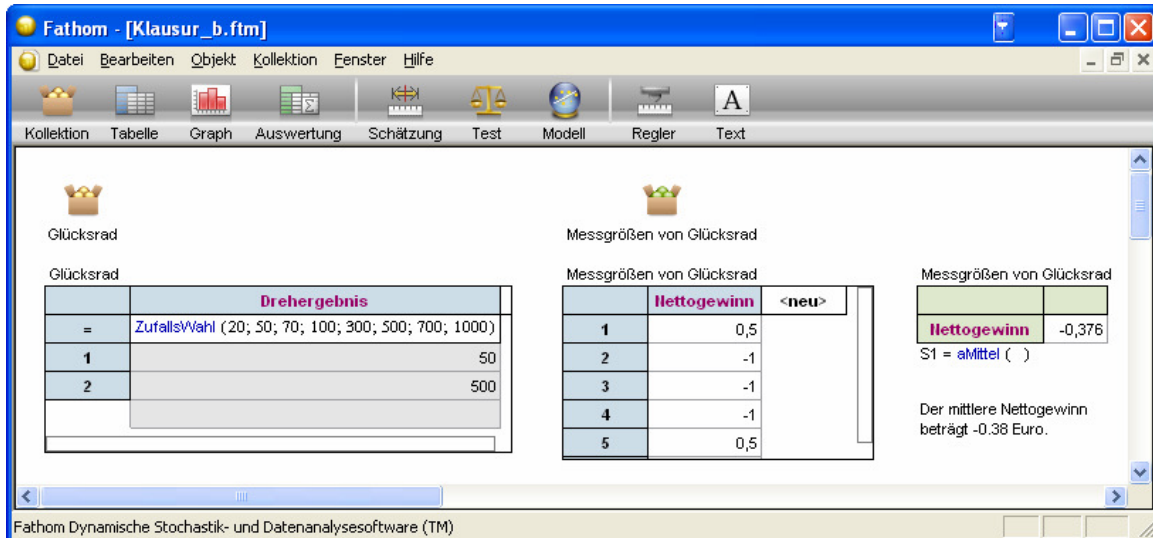 Fathom - [Klausur_b.ftm]
Datei Bearbeiten Objekt Kollektion Fenster Hilfe
Kollektion Tabelle Graph Auswertung Schätzung Test Modell Regler Text
Glücksrad
Messgrößen von Glücksrad
Glücksrad
Drehergebnis
= ZufallsWahl (20; 50; 70; 100; 300; 500; 700; 1000)
1 50
2 500
Messgrößen von Glücksrad
Nettogewinn <neu>
1 0,5
2 -1
3 -1
4 -1
5 0,5
Messgrößen von Glücksrad
Nettogewinn -0,376
S1 = aMittel ( )
Der mittlere Nettogewinn
beträgt -0.38 Euro.
Fathom Dynamische Stochastik- und Datenanalysesoftware (TM)